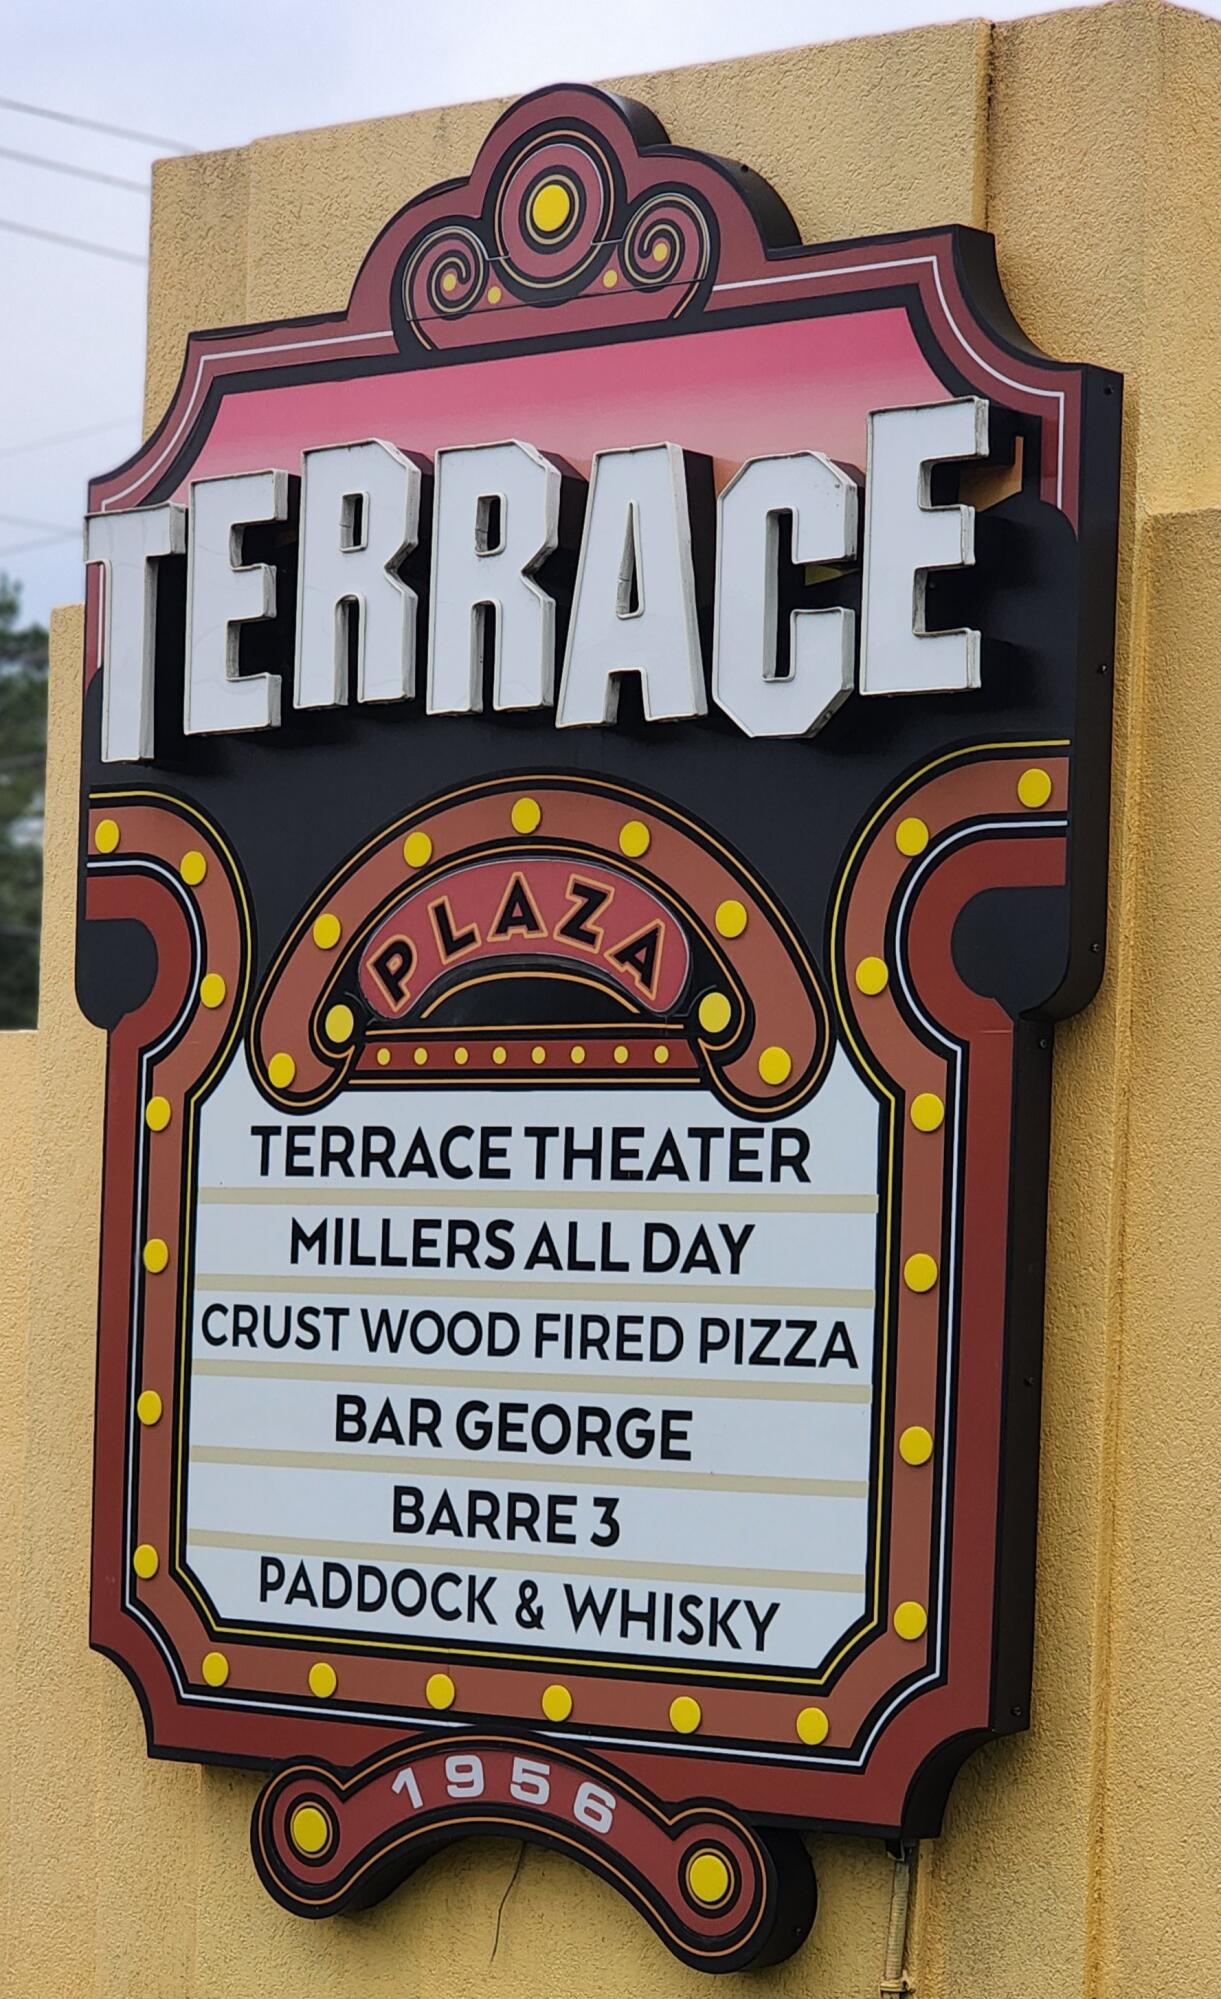 TERRACE
PLAZA
TERRACE THEATER
MILLERS ALL DAY
CRUST WOOD FIRED PIZZA
BAR GEORGE
BARRE 3
PADDOCK & WHISKY
1956